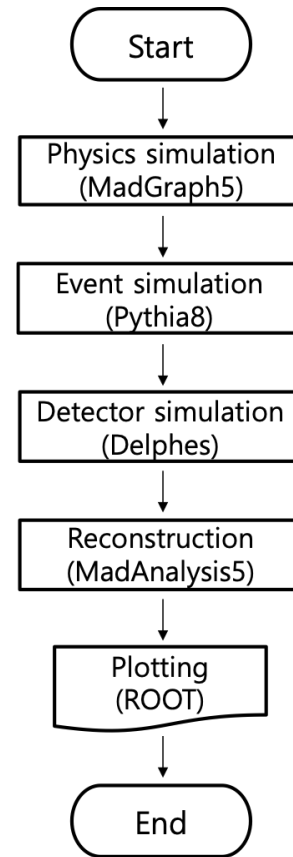 Start
Physics simulation
(MadGraph5)
Event simulation
(Pythia8)
Detector simulation
(Delphes)
Reconstruction
(MadAnalysis5)
Plotting
(ROOT)
End